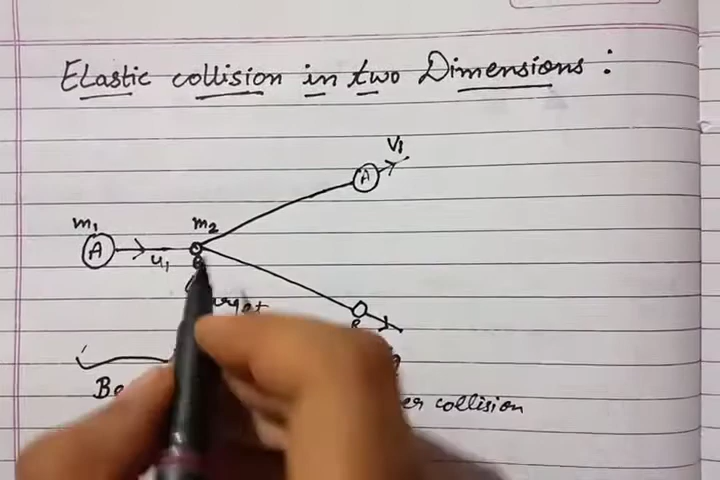 Elastic collision in two Dimensions :
V1
A
m1 m2
A
u1
B
collision